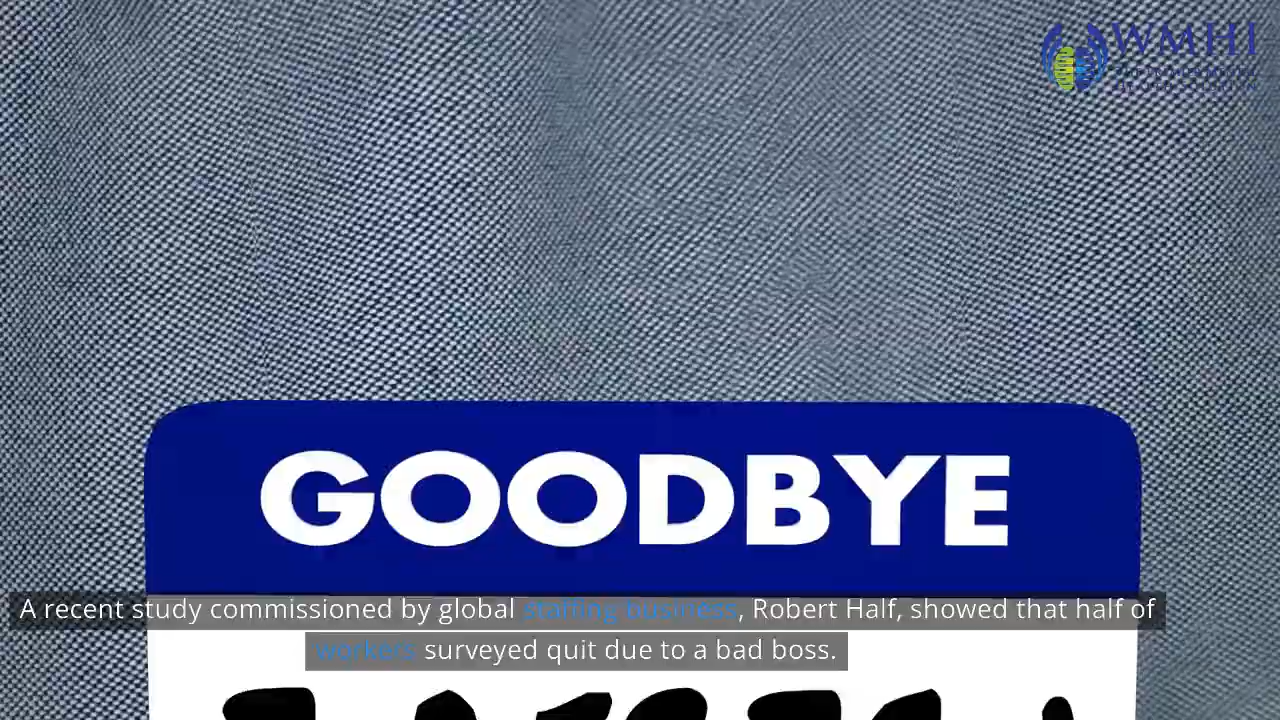 WMHI
GOODBYE
A recent study commissioned by global staffing business, Robert Half, showed that half of
workers surveyed quit due to a bad boss.